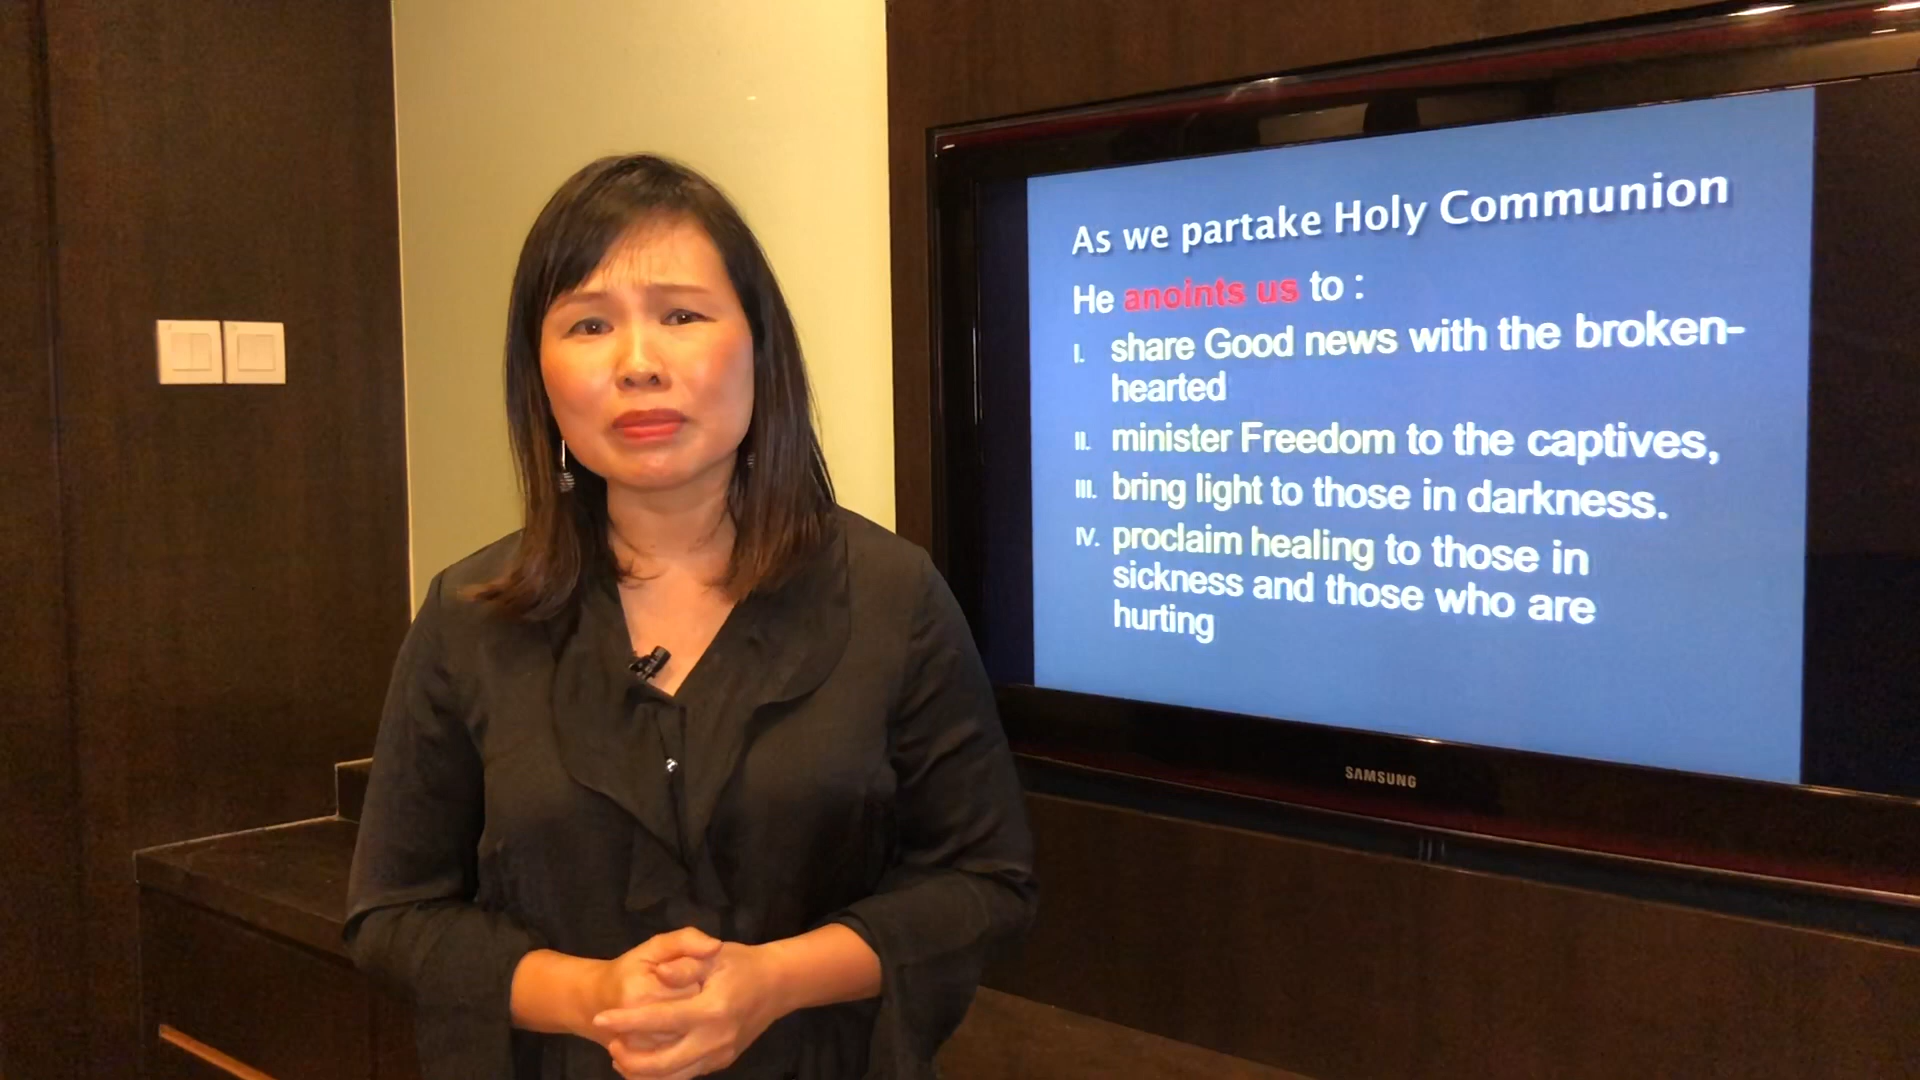 As we partake Holy Communion
He anoints us to :
I. share Good news with the broken-
hearted
II. minister Freedom to the captives,
III. bring light to those in darkness.
IV. proclaim healing to those in
sickness and those who are
hurting
SAMSUNG